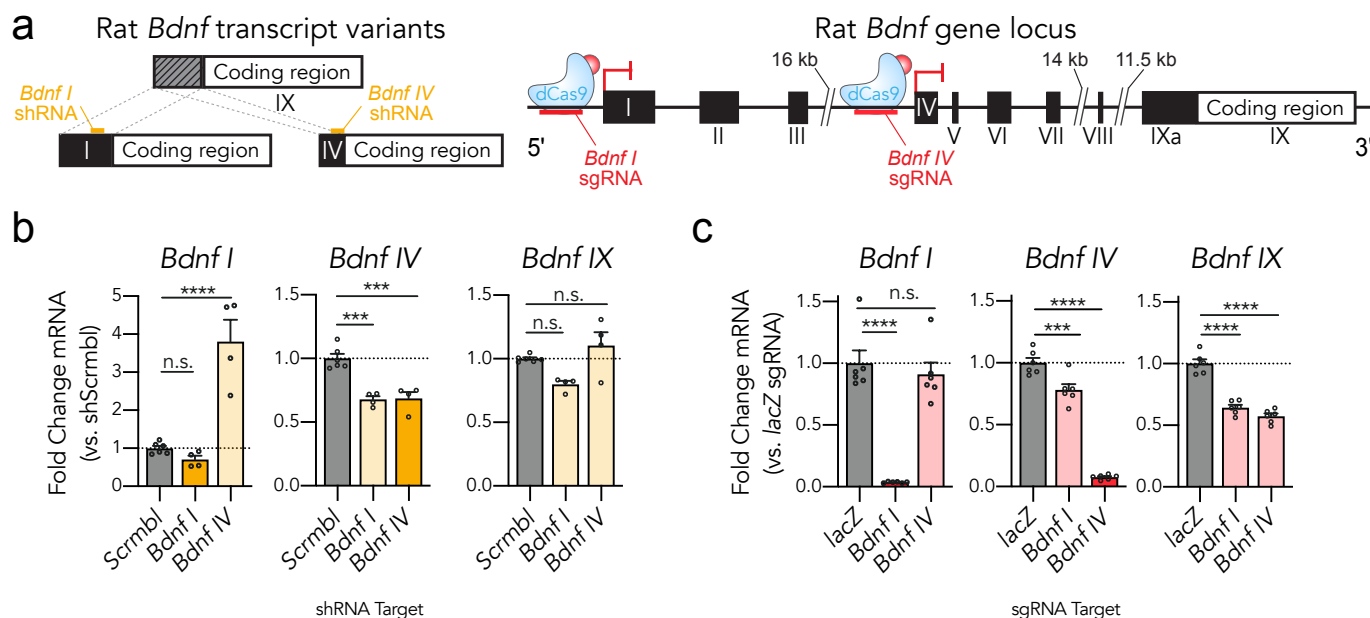 a
Rat Bdnf transcript variants
Coding region
IX
Bdnf I
shRNA
Bdnf IV
shRNA
I
Coding region
IV
Coding region
Rat Bdnf gene locus
16 kb
14 kb
11.5 kb
dCas9
dCas9
I
IV
Coding region
II
III
V
VI
VII
VIII
IXa
IX
5'
3'
Bdnf I
sgRNA
Bdnf IV
sgRNA
b
Bdnf I
Bdnf IV
Bdnf IX
Fold Change mRNA
(vs. shScrmbl)
5
4
3
2
1
0
****
n.s.
Scrmbl
Bdnf I
Bdnf IV
1.5
1.0
0.5
0.0
***
***
Scrmbl
Bdnf I
Bdnf IV
1.5
1.0
0.5
0.0
n.s.
n.s.
Scrmbl
Bdnf I
Bdnf IV
shRNA Target
c
Bdnf I
Bdnf IV
Bdnf IX
Fold Change mRNA
(vs. lacZ sgRNA)
1.5
1.0
0.5
0.0
n.s.
****
lacZ
Bdnf I
Bdnf IV
1.5
1.0
0.5
0.0
****
***
lacZ
Bdnf I
Bdnf IV
1.5
1.0
0.5
0.0
****
****
lacZ
Bdnf I
Bdnf IV
sgRNA Target